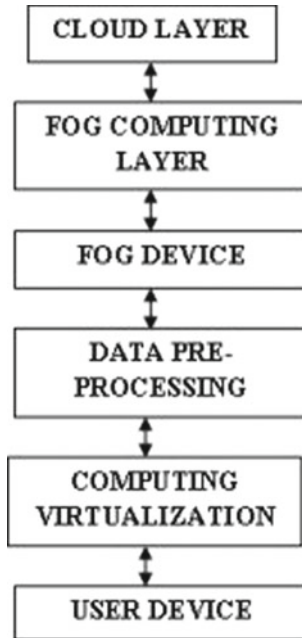 CLOUD LAYER
FOG COMPUTING
LAYER
FOG DEVICE
DATA PRE-
PROCESSING
COMPUTING
VIRTUALIZATION
USER DEVICE